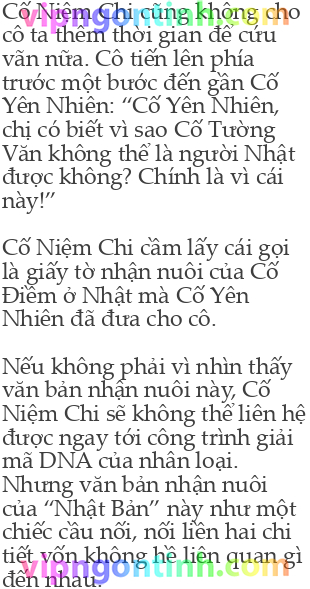 Cố Niệm Chi cũng không cho
cô ta thêm thời gian để cứu
vãn nữa. Cô tiến lên phía
trước một bước đến gần Cố
Yên Nhiên: “Cố Yên Nhiên,
chị có biết vì sao Cố Tường
Văn không thể là người Nhật
được không? Chính là vì cái
này!”
Cố Niệm Chi cầm lấy cái gọi
là giấy tờ nhận nuôi của Cố
Điềm ở Nhật mà Cố Yên
Nhiên đã đưa cho cô.
Nếu không phải vì nhìn thấy
văn bản nhận nuôi này, Cố
Niệm Chi sẽ không thể liên hệ
được ngay tới công trình giải
mã DNA của nhân loại.
Nhưng văn bản nhận nuôi
của “Nhật Bản” này như một
chiếc cầu nối, nối liền hai chi
tiết vốn không hề liên quan gì
đến nhau.
vipngontinh.com
vipngontinh.com